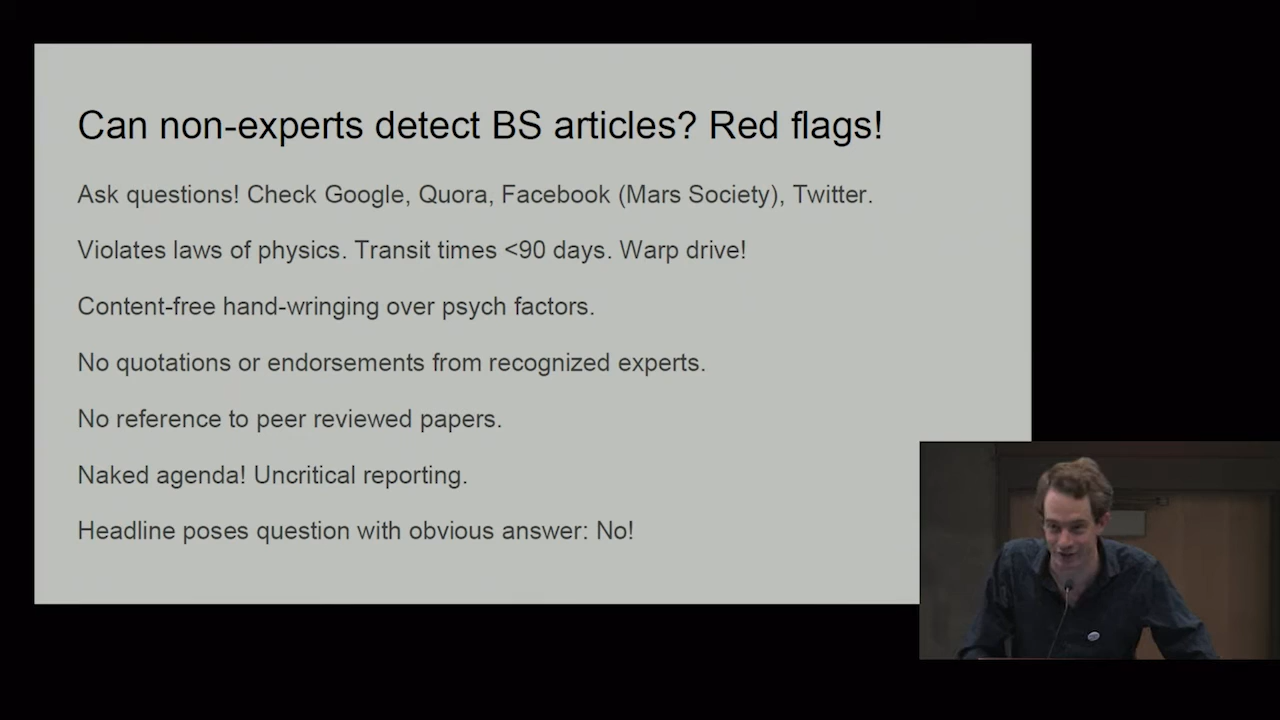 Can non-experts detect BS articles? Red flags!
Ask questions! Check Google, Quora, Facebook (Mars Society), Twitter.
Violates laws of physics. Transit times <90 days. Warp drive!
Content-free hand-wringing over psych factors.
No quotations or endorsements from recognized experts.
No reference to peer reviewed papers.
Naked agenda! Uncritical reporting.
Headline poses question with obvious answer: No!